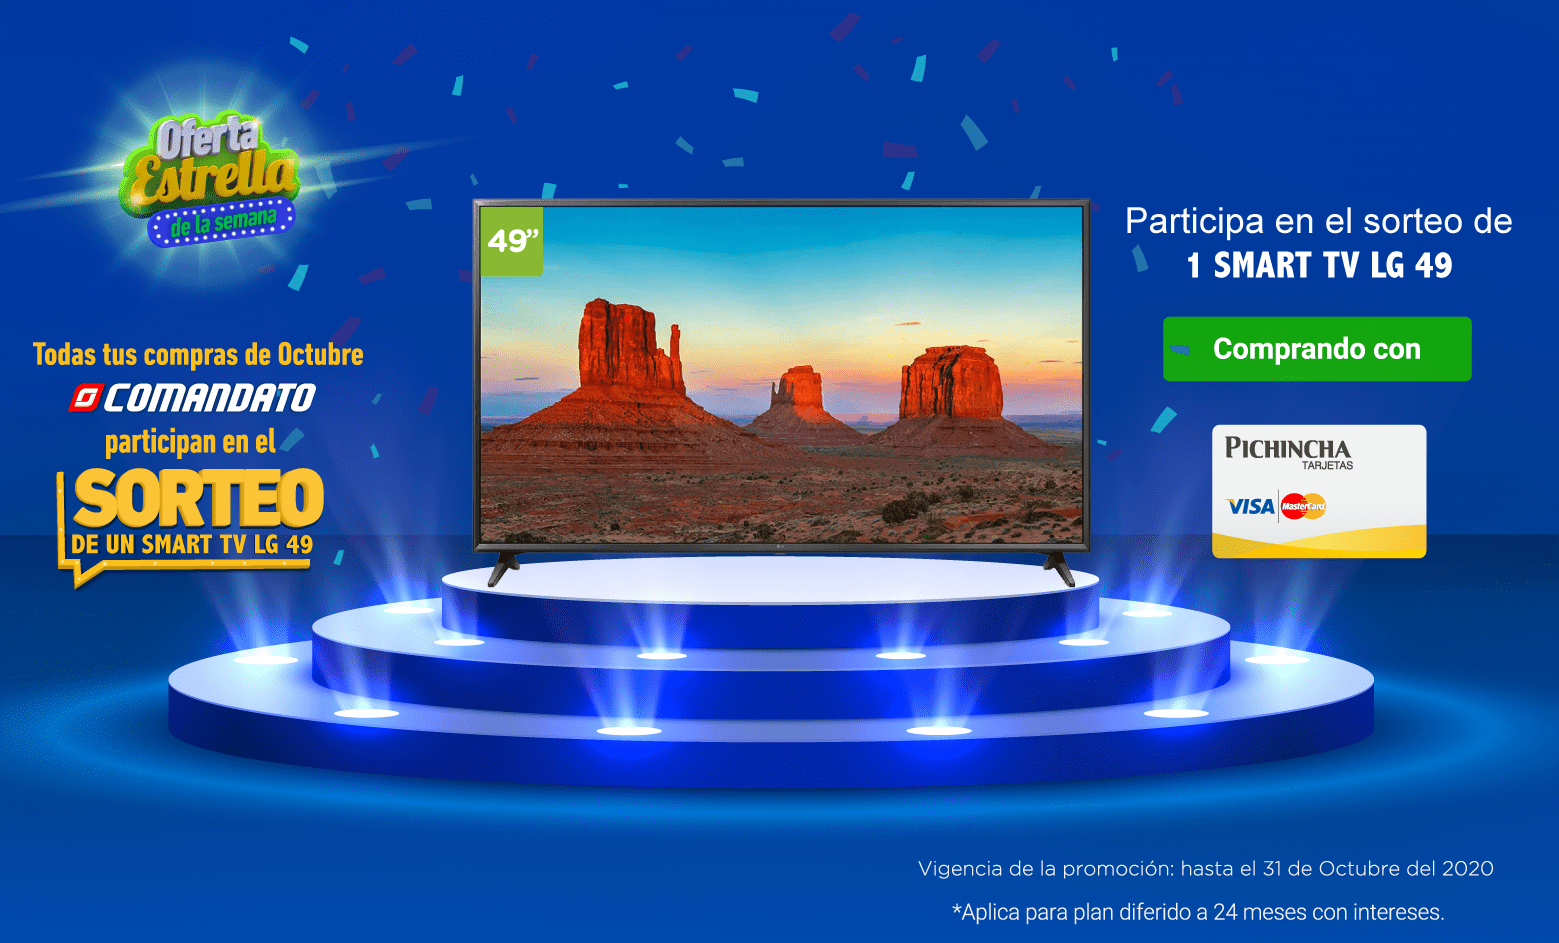 Oferta
Estrella
de la semana
Todas tus compras de Octubre
COMANDATO
participan en el
SORTEO
DE UN SMART TV LG 49
49”
Participa en el sorteo de
1 SMART TV LG 49
Comprando con
PICHINCHA
TARJETAS
VISA
MasterCard
Vigencia de la promoción: hasta el 31 de Octubre del 2020
*Aplica para plan diferido a 24 meses con intereses.